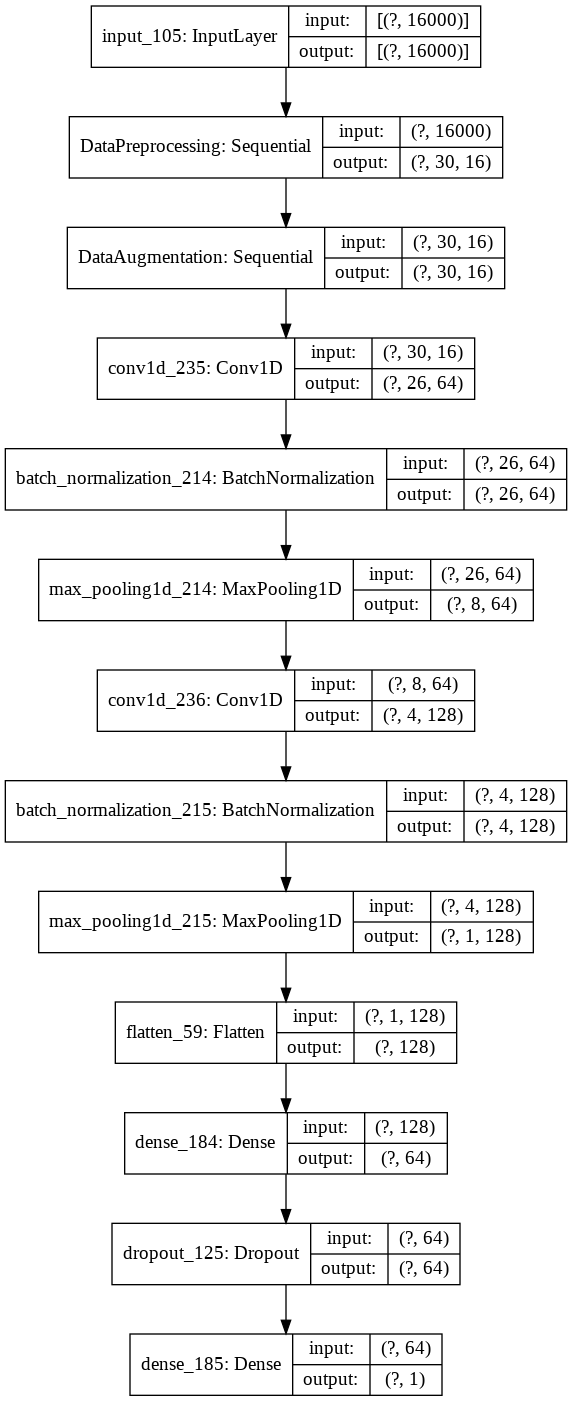 input_105: InputLayer
input: [(?, 16000)]
output: [(?, 16000)]
DataPreprocessing: Sequential
input: (?, 16000)
output: (?, 30, 16)
DataAugmentation: Sequential
input: (?, 30, 16)
output: (?, 30, 16)
conv1d_235: Conv1D
input: (?, 30, 16)
output: (?, 26, 64)
batch_normalization_214: BatchNormalization
input: (?, 26, 64)
output: (?, 26, 64)
max_pooling1d_214: MaxPooling1D
input: (?, 26, 64)
output: (?, 8, 64)
conv1d_236: Conv1D
input: (?, 8, 64)
output: (?, 4, 128)
batch_normalization_215: BatchNormalization
input: (?, 4, 128)
output: (?, 4, 128)
max_pooling1d_215: MaxPooling1D
input: (?, 4, 128)
output: (?, 1, 128)
flatten_59: Flatten
input: (?, 1, 128)
output: (?, 128)
dense_184: Dense
input: (?, 128)
output: (?, 64)
dropout_125: Dropout
input: (?, 64)
output: (?, 64)
dense_185: Dense
input: (?, 64)
output: (?, 1)